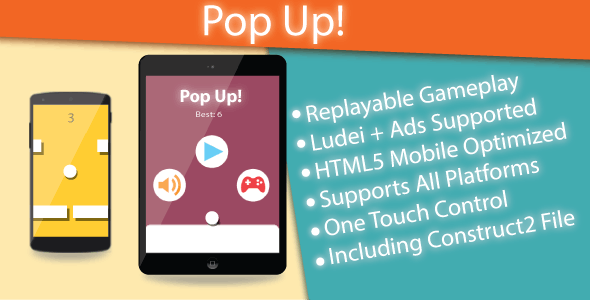 Pop Up!
3
Pop Up!
Best: 6
• Replayable Gameplay
• Ludei + Ads Supported
• HTML5 Mobile Optimized
• Supports All Platforms
• One Touch Control
• Including Construct2 File